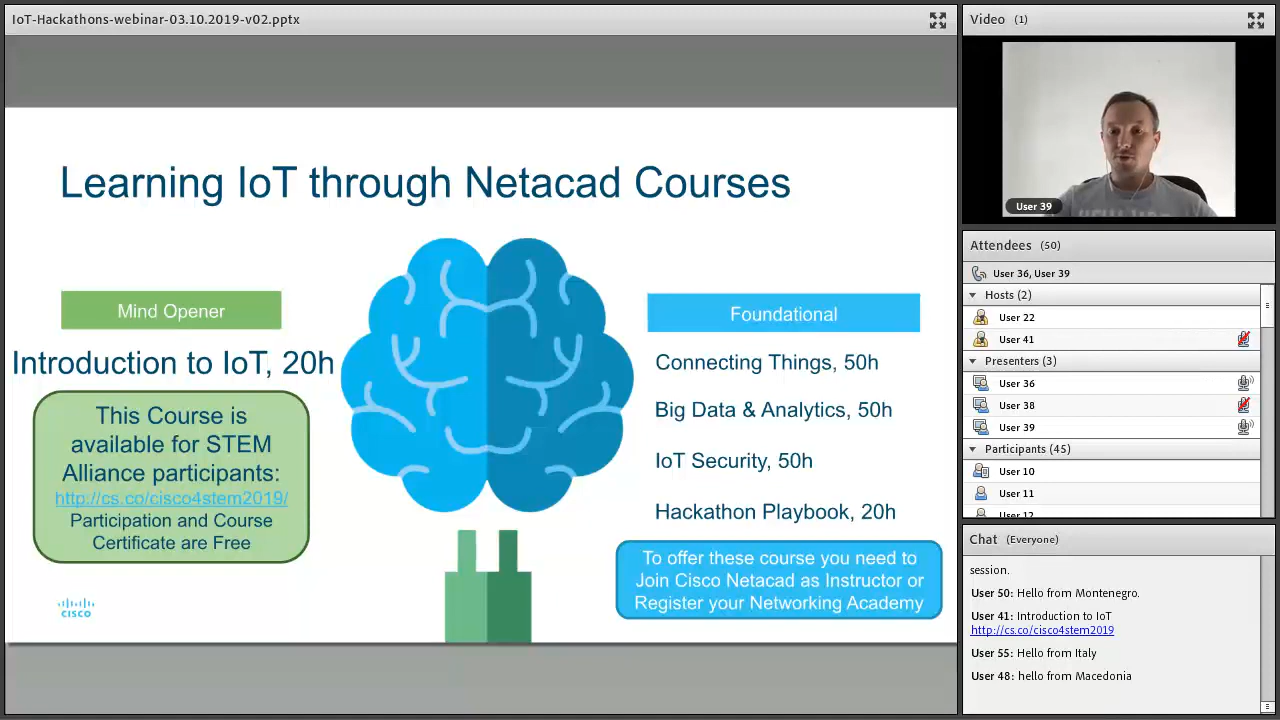 IoT-Hackathons-webinar-03.10.2019-v02.pptx
Learning IoT through Netacad Courses
Mind Opener
Introduction to IoT, 20h
This Course is
available for STEM
Alliance participants:
http://cs.co/cisco4stem2019/
Participation and Course
Certificate are Free
CISCO
Foundational
Connecting Things, 50h
Big Data & Analytics, 50h
IoT Security, 50h
Hackathon Playbook, 20h
To offer these course you need to
Join Cisco Netacad as Instructor or
Register your Networking Academy
Video (1)
User 39
Attendees (50)
User 36, User 39
Hosts (2)
User 22
User 41
Presenters (3)
User 36
User 38
User 39
Participants (45)
User 10
User 11
User 12
Chat (Everyone)
session.
User 50: Hello from Montenegro.
User 41: Introduction to IoT
http://cs.co/cisco4stem2019
User 55: Hello from Italy
User 48: hello from Macedonia